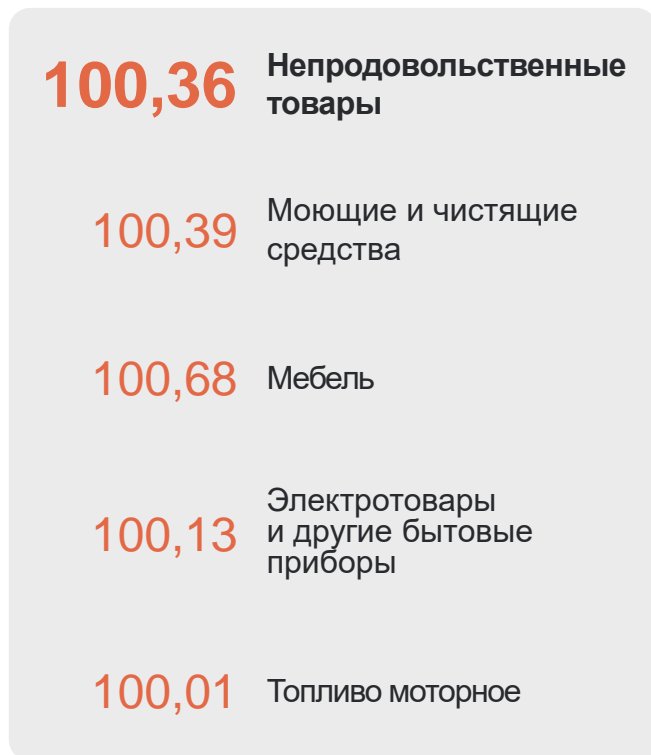 100,36 Непродовольственные
товары
100,39 Моющие и чистящие
средства
100,68 Мебель
100,13 Электротовары
и другие бытовые
приборы
100,01 Топливо моторное